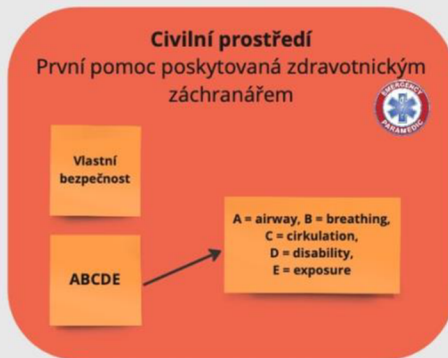 Civilní prostředí
První pomoc poskytovaná zdravotnickým
záchranářem
EMERGENCY
PARAMEDIC
Vlastní
bezpečnost
A = airway, B = breathing,
C = cirkulation,
D = disability,
E = exposure
ABCDE